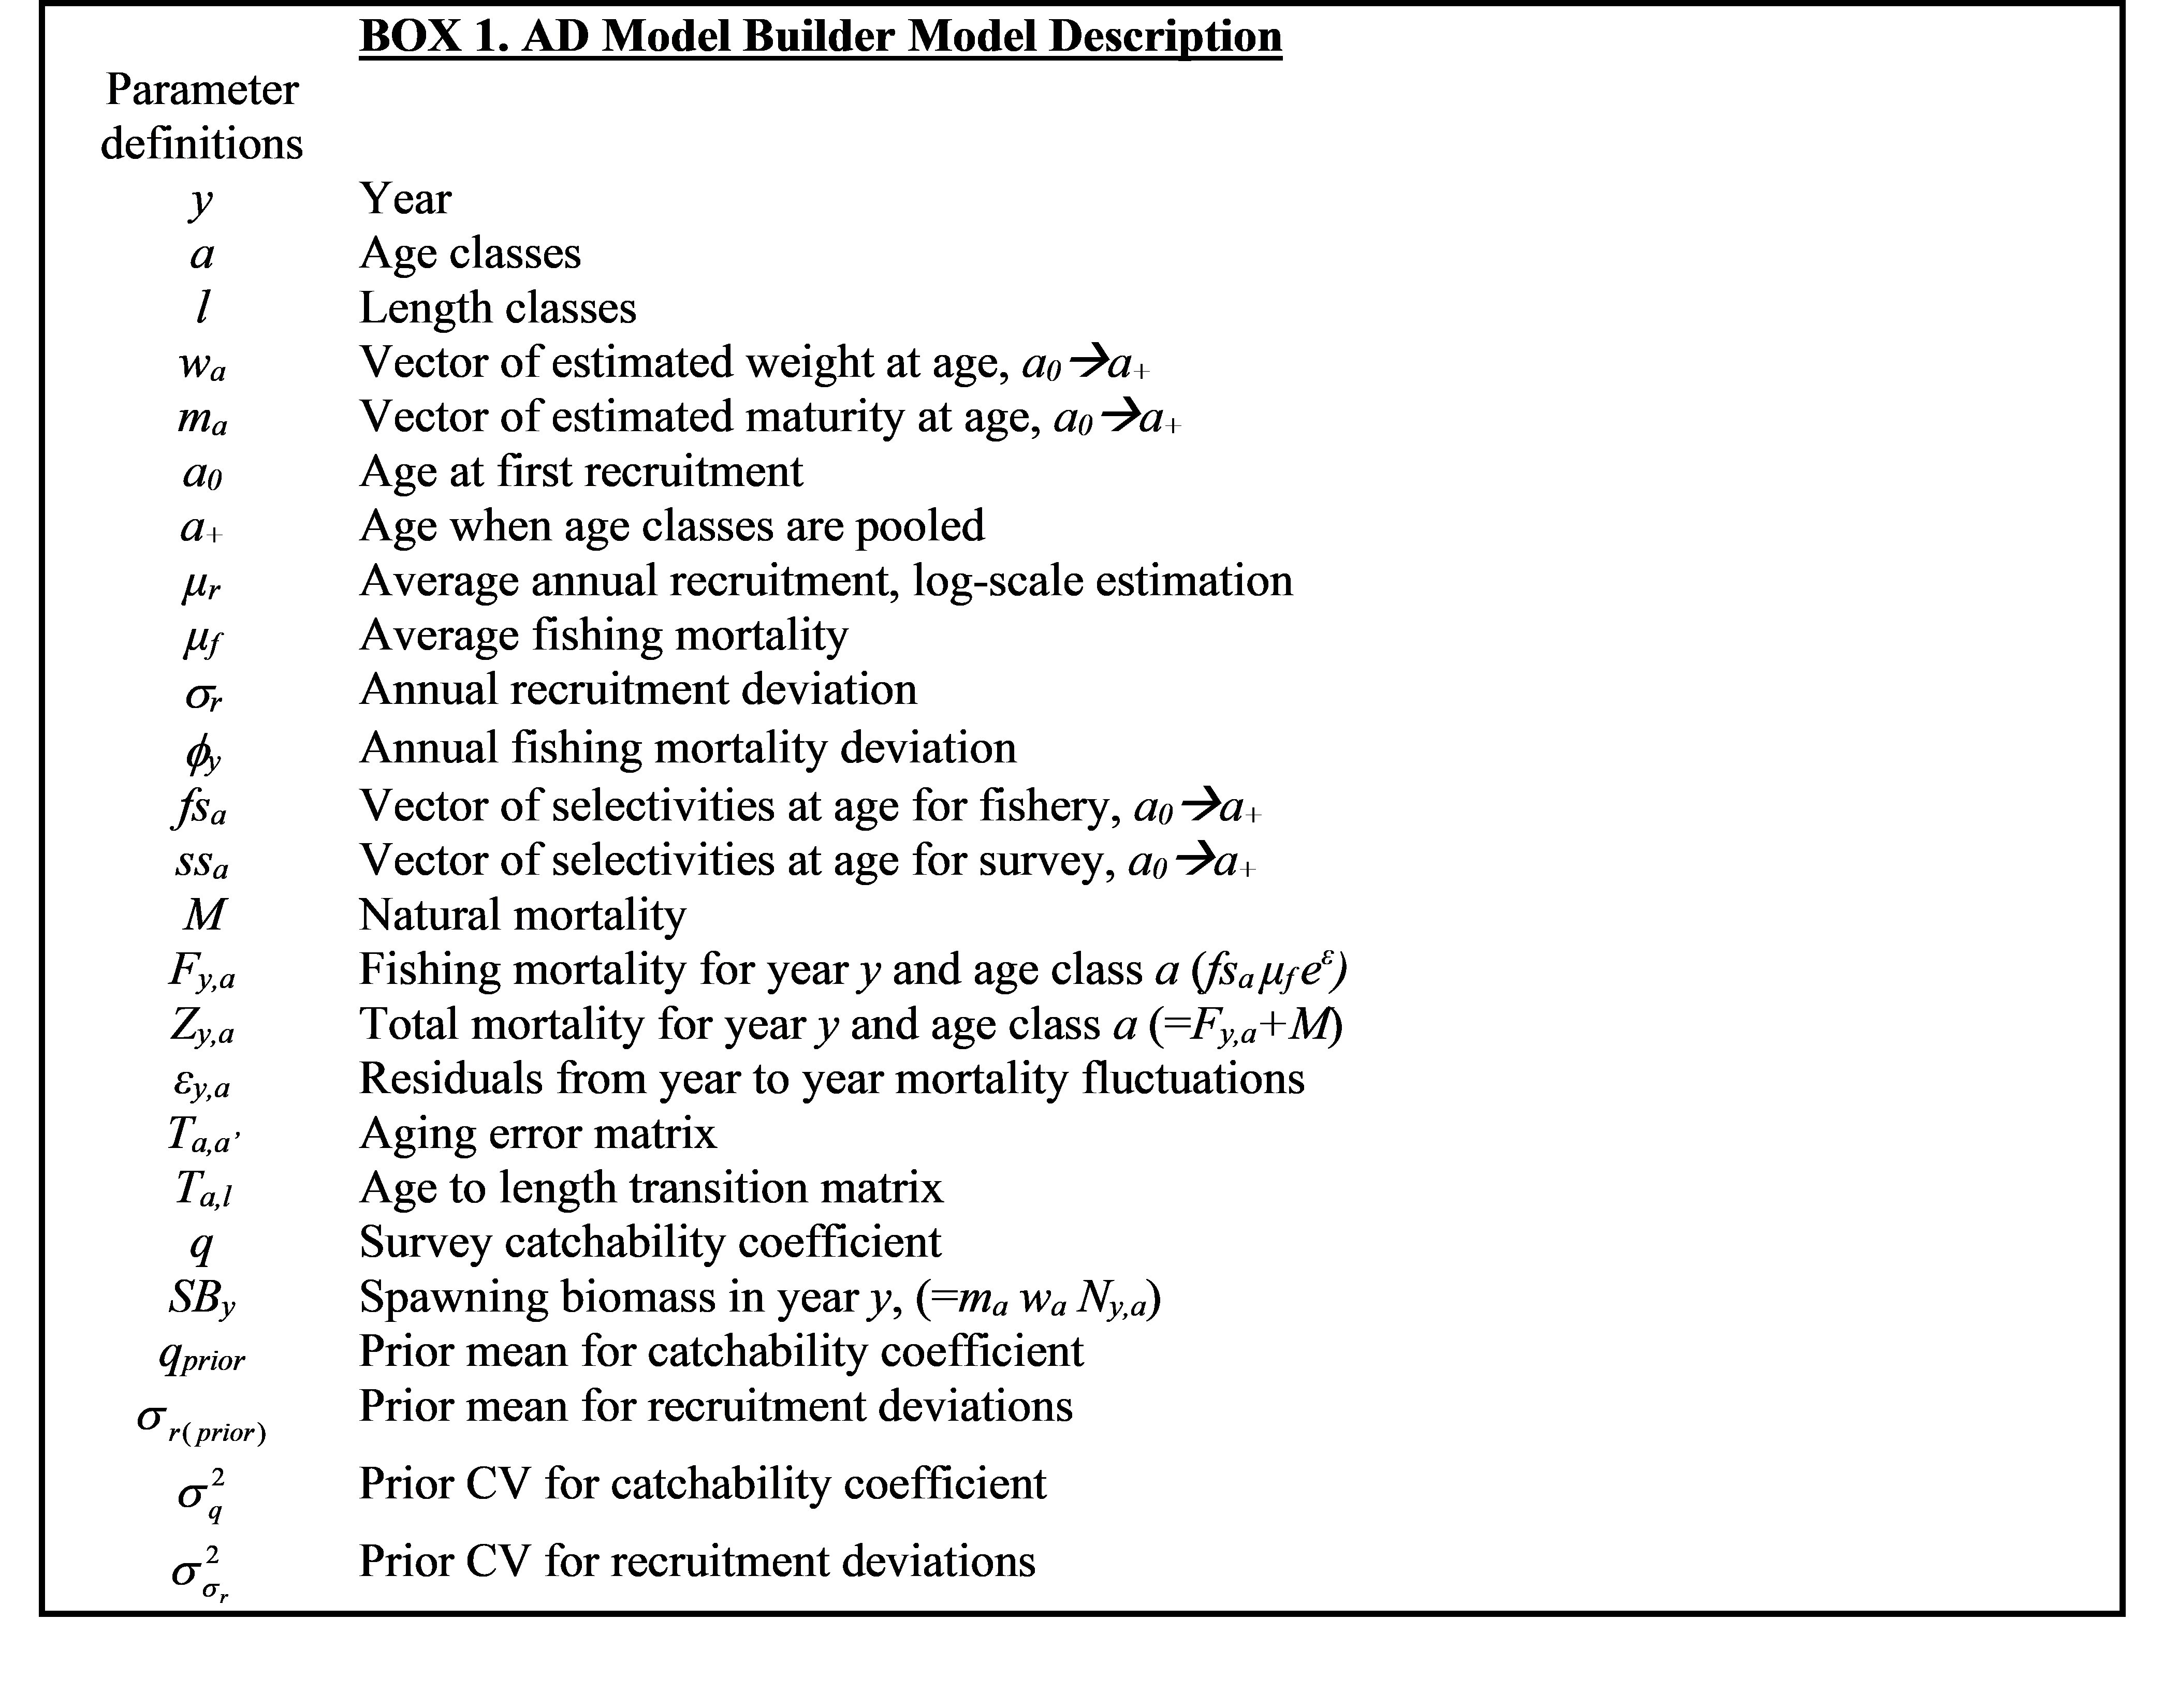 BOX 1. AD Model Builder Model Description
Parameter
definitions
y Year
a Age classes
l Length classes
wa Vector of estimated weight at age, a0→a+
ma Vector of estimated maturity at age, a0→a+
a0 Age at first recruitment
a+ Age when age classes are pooled
μr Average annual recruitment, log-scale estimation
μf Average fishing mortality
σr Annual recruitment deviation
ϕy Annual fishing mortality deviation
fsa Vector of selectivities at age for fishery, a0→a+
ssa Vector of selectivities at age for survey, a0→a+
M Natural mortality
Fy,a Fishing mortality for year y and age class a (fsa μf e^ε)
Zy,a Total mortality for year y and age class a (=Fy,a+M)
εy,a Residuals from year to year mortality fluctuations
Ta,a’ Aging error matrix
Ta,l Age to length transition matrix
q Survey catchability coefficient
SBy Spawning biomass in year y, (=ma wa Ny,a)
qprior Prior mean for catchability coefficient
σr(prior) Prior mean for recruitment deviations
σ²q Prior CV for catchability coefficient
σ²σr Prior CV for recruitment deviations